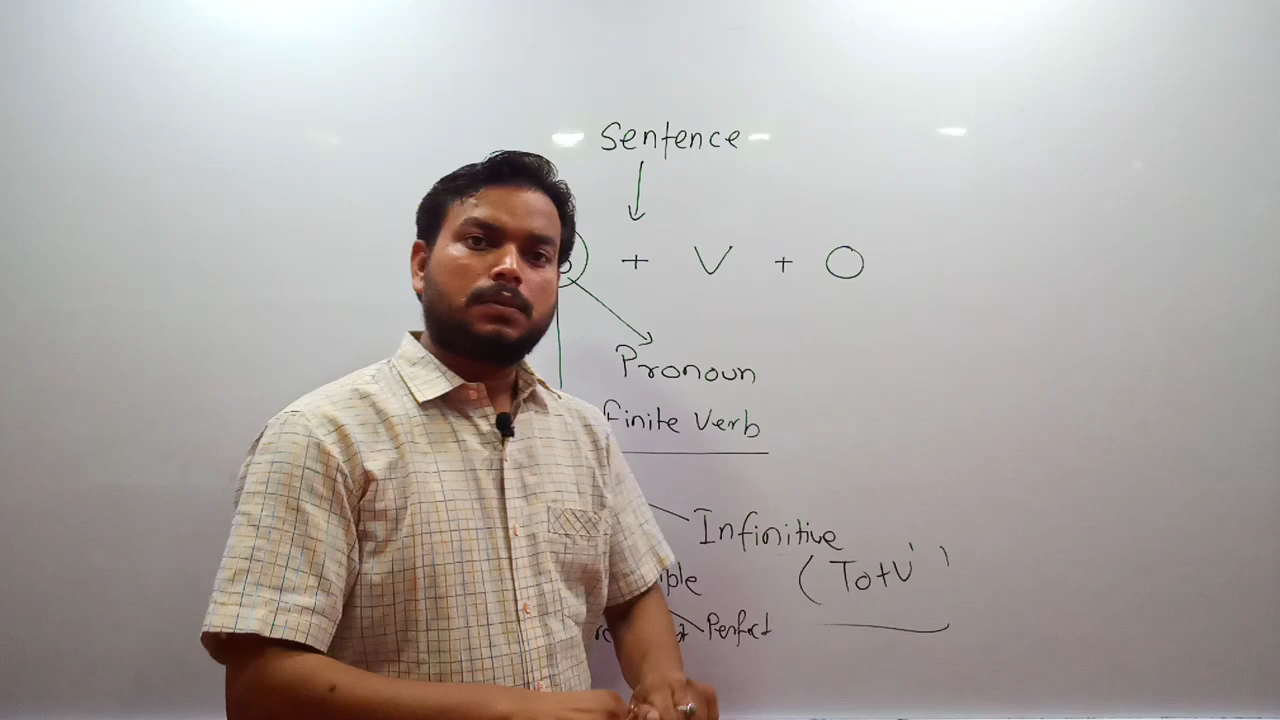 Sentence
+ V + O
Pronoun
finite Verb
Infinitive
(To+V¹)
Perfect